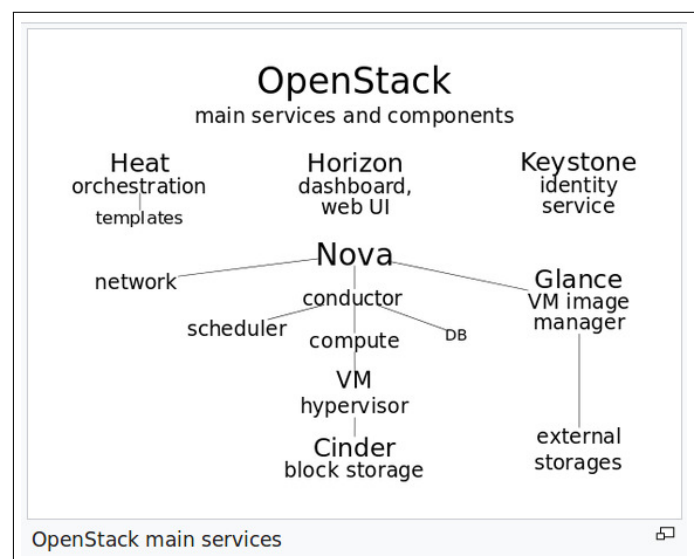 OpenStack
main services and components
Heat
orchestration
templates
Horizon
dashboard,
web UI
Keystone
identity
service
Nova
network
conductor
scheduler
compute
DB
VM
hypervisor
Cinder
block storage
Glance
VM image
manager
external
storages
OpenStack main services